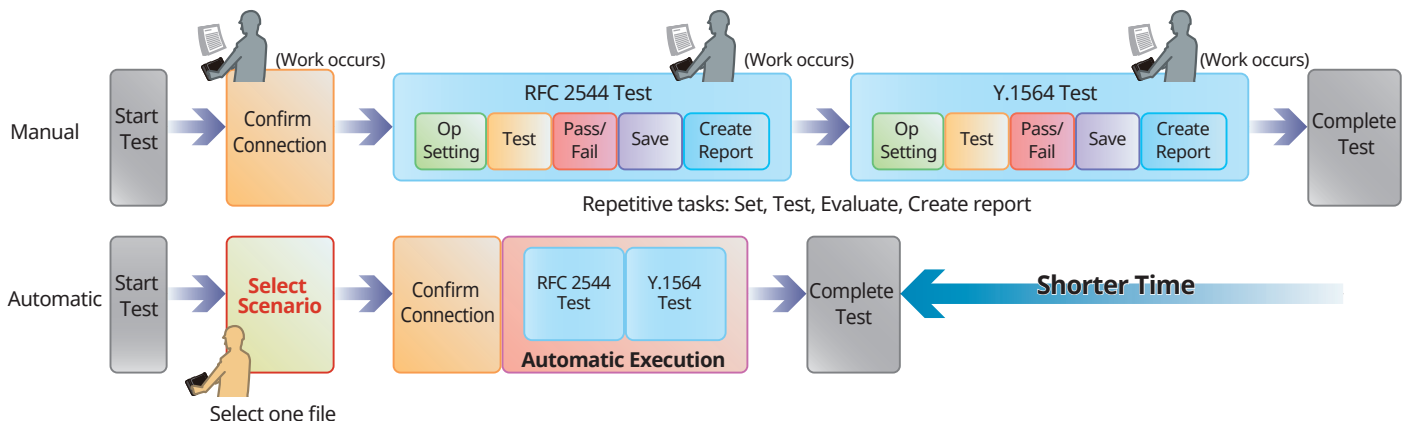 (Work occurs)
(Work occurs)
(Work occurs)
Manual
Start
Test
Confirm
Connection
RFC 2544 Test
Op
Setting
Test
Pass/
Fail
Save
Create
Report
Y.1564 Test
Op
Setting
Test
Pass/
Fail
Save
Create
Report
Complete
Test
Repetitive tasks: Set, Test, Evaluate, Create report
Automatic
Start
Test
Select
Scenario
Select one file
Confirm
Connection
RFC 2544
Test
Y.1564
Test
Automatic Execution
Complete
Test
Shorter Time